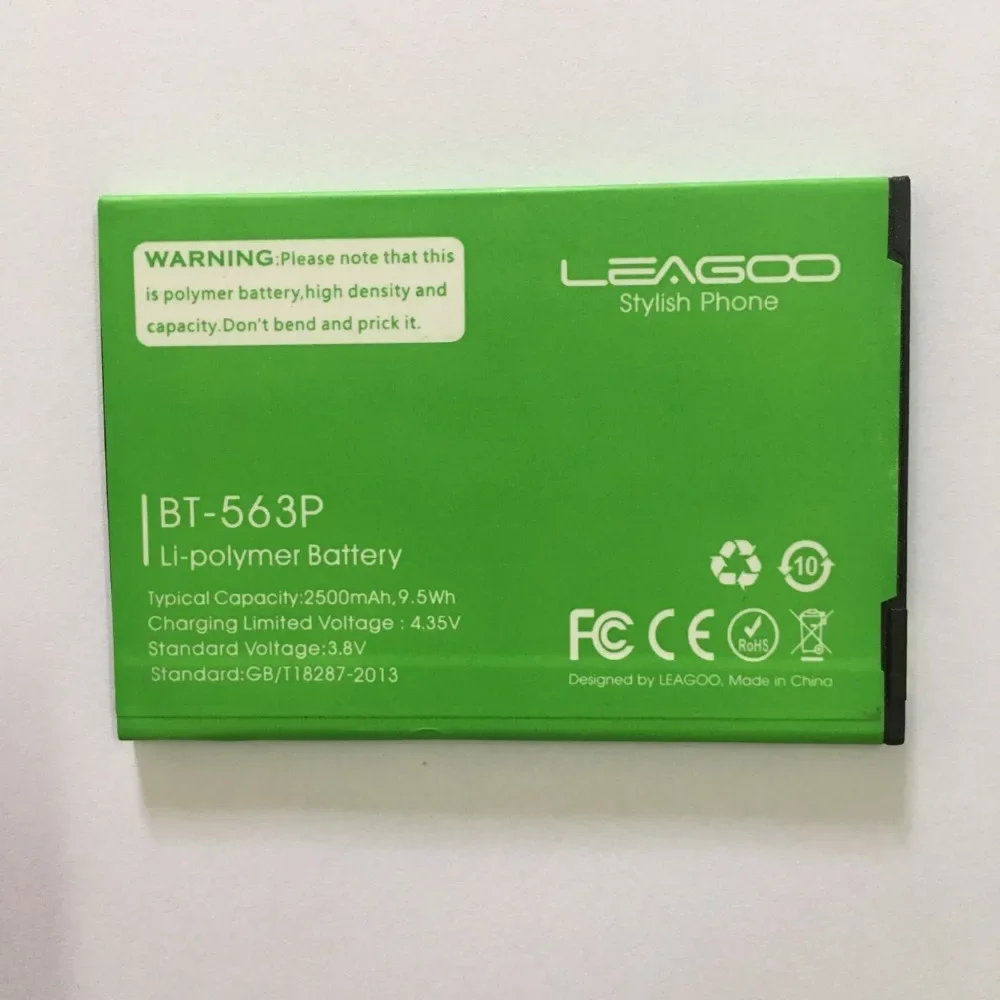 WARNING:Please note that this
is polymer battery,high density and
capacity.Don't bend and prick it.
LEAGOO
Stylish Phone
BT-563P
Li-polymer Battery
Typical Capacity:2500mAh,9.5Wh
Charging Limited Voltage : 4.35V
Standard Voltage:3.8V
Standard:GB/T18287-2013
10
FC CE RoHS
Designed by LEAGOO, Made in China